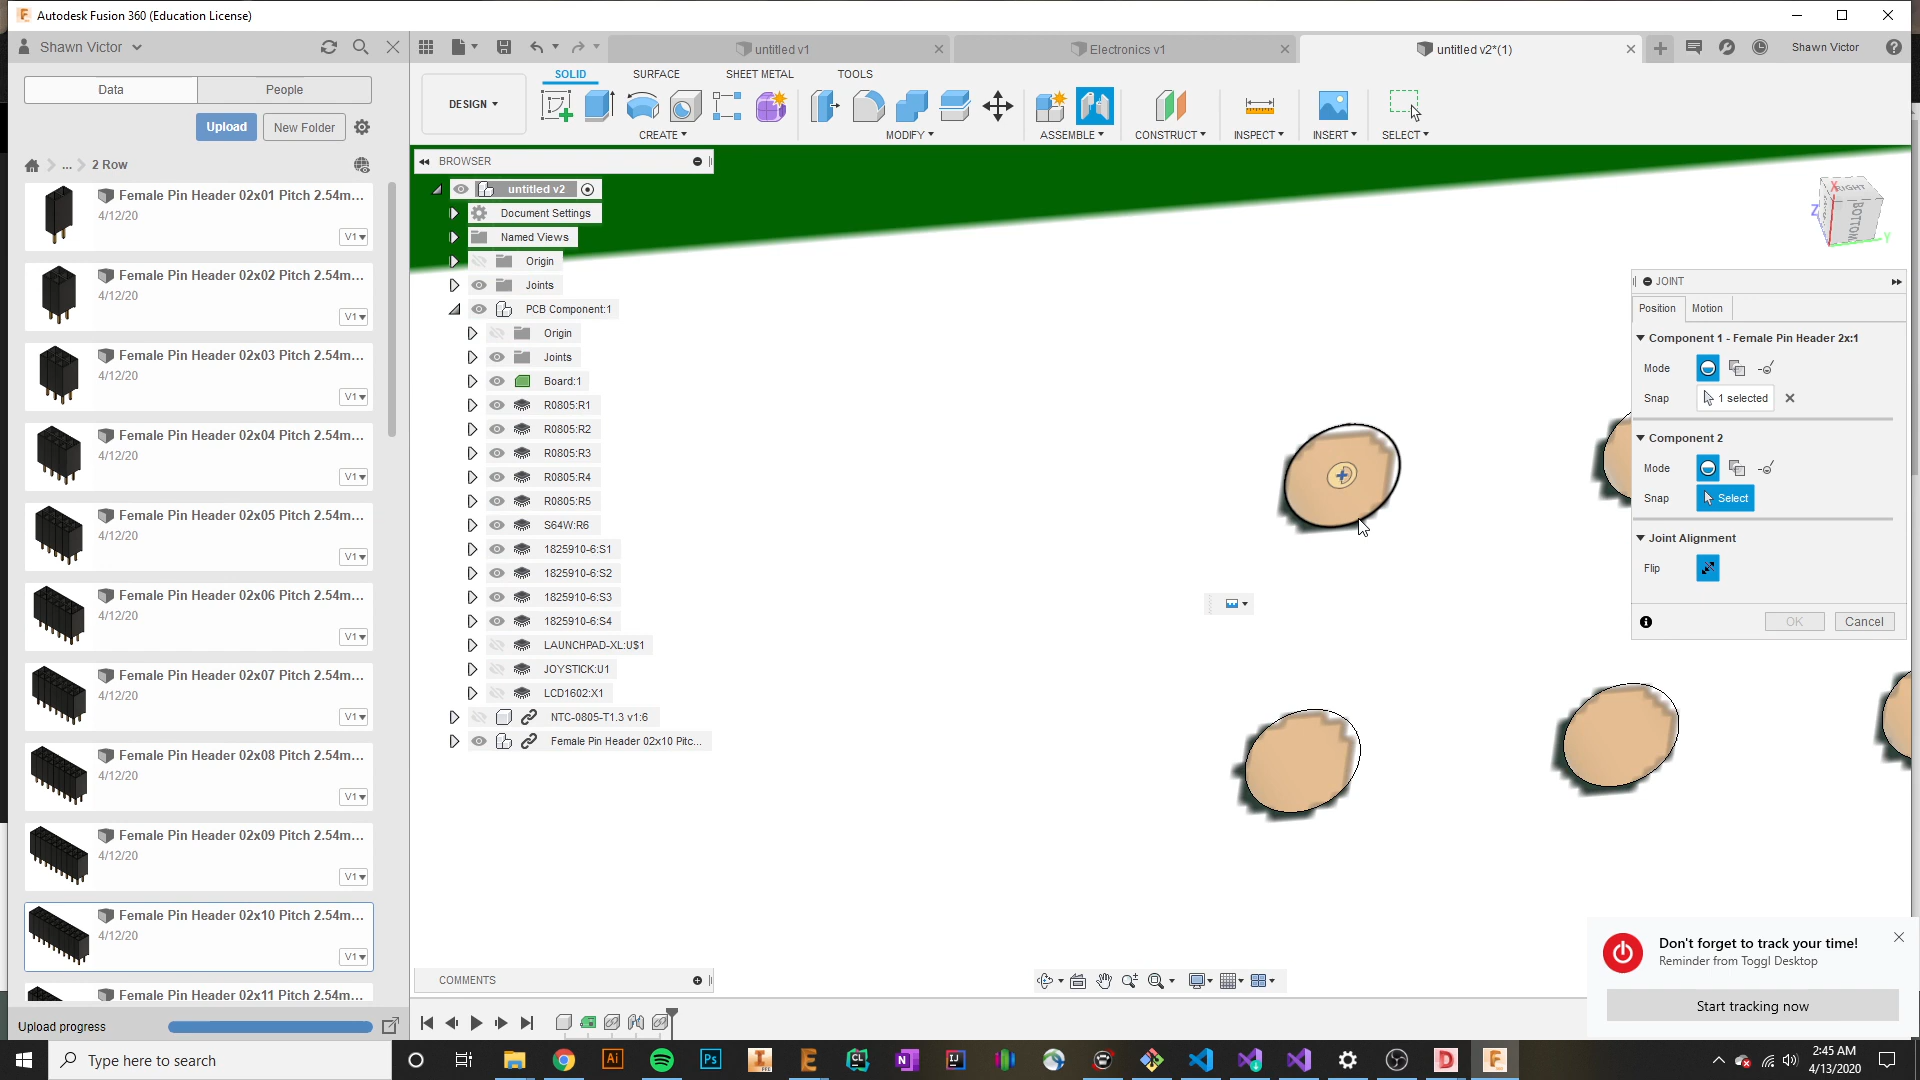 Autodesk Fusion 360 (Education License)
Shawn Victor
untitled v1
Electronics v1
untitled v2*(1)
Shawn Victor
Data
People
Upload
New Folder
... 2 Row
Female Pin Header 02x01 Pitch 2.54m...
4/12/20
V1
Female Pin Header 02x02 Pitch 2.54m...
4/12/20
V1
Female Pin Header 02x03 Pitch 2.54m...
4/12/20
V1
Female Pin Header 02x04 Pitch 2.54m...
4/12/20
V1
Female Pin Header 02x05 Pitch 2.54m...
4/12/20
V1
Female Pin Header 02x06 Pitch 2.54m...
4/12/20
V1
Female Pin Header 02x07 Pitch 2.54m...
4/12/20
V1
Female Pin Header 02x08 Pitch 2.54m...
4/12/20
V1
Female Pin Header 02x09 Pitch 2.54m...
4/12/20
V1
Female Pin Header 02x10 Pitch 2.54m...
4/12/20
V1
Female Pin Header 02x11 Pitch 2.54m...
Upload progress
DESIGN
SOLID
SURFACE
SHEET METAL
TOOLS
CREATE
MODIFY
ASSEMBLE
CONSTRUCT
INSPECT
INSERT
SELECT
BROWSER
untitled v2
Document Settings
Named Views
Origin
Joints
PCB Component:1
Origin
Joints
Board:1
R0805:R1
R0805:R2
R0805:R3
R0805:R4
R0805:R5
S64W:R6
1825910-6:S1
1825910-6:S2
1825910-6:S3
1825910-6:S4
LAUNCHPAD-XL:U$1
JOYSTICK:U1
LCD1602:X1
NTC-0805-T1.3 v1:6
Female Pin Header 02x10 Pitc...
COMMENTS
X
RIGHT
Z
BOTTOM
Y
JOINT
Position
Motion
Component 1 - Female Pin Header 2x:1
Mode
Snap
1 selected
Component 2
Mode
Snap
Select
Joint Alignment
Flip
OK
Cancel
Don't forget to track your time!
Reminder from Toggl Desktop
Start tracking now
Type here to search
2:45 AM
4/13/2020